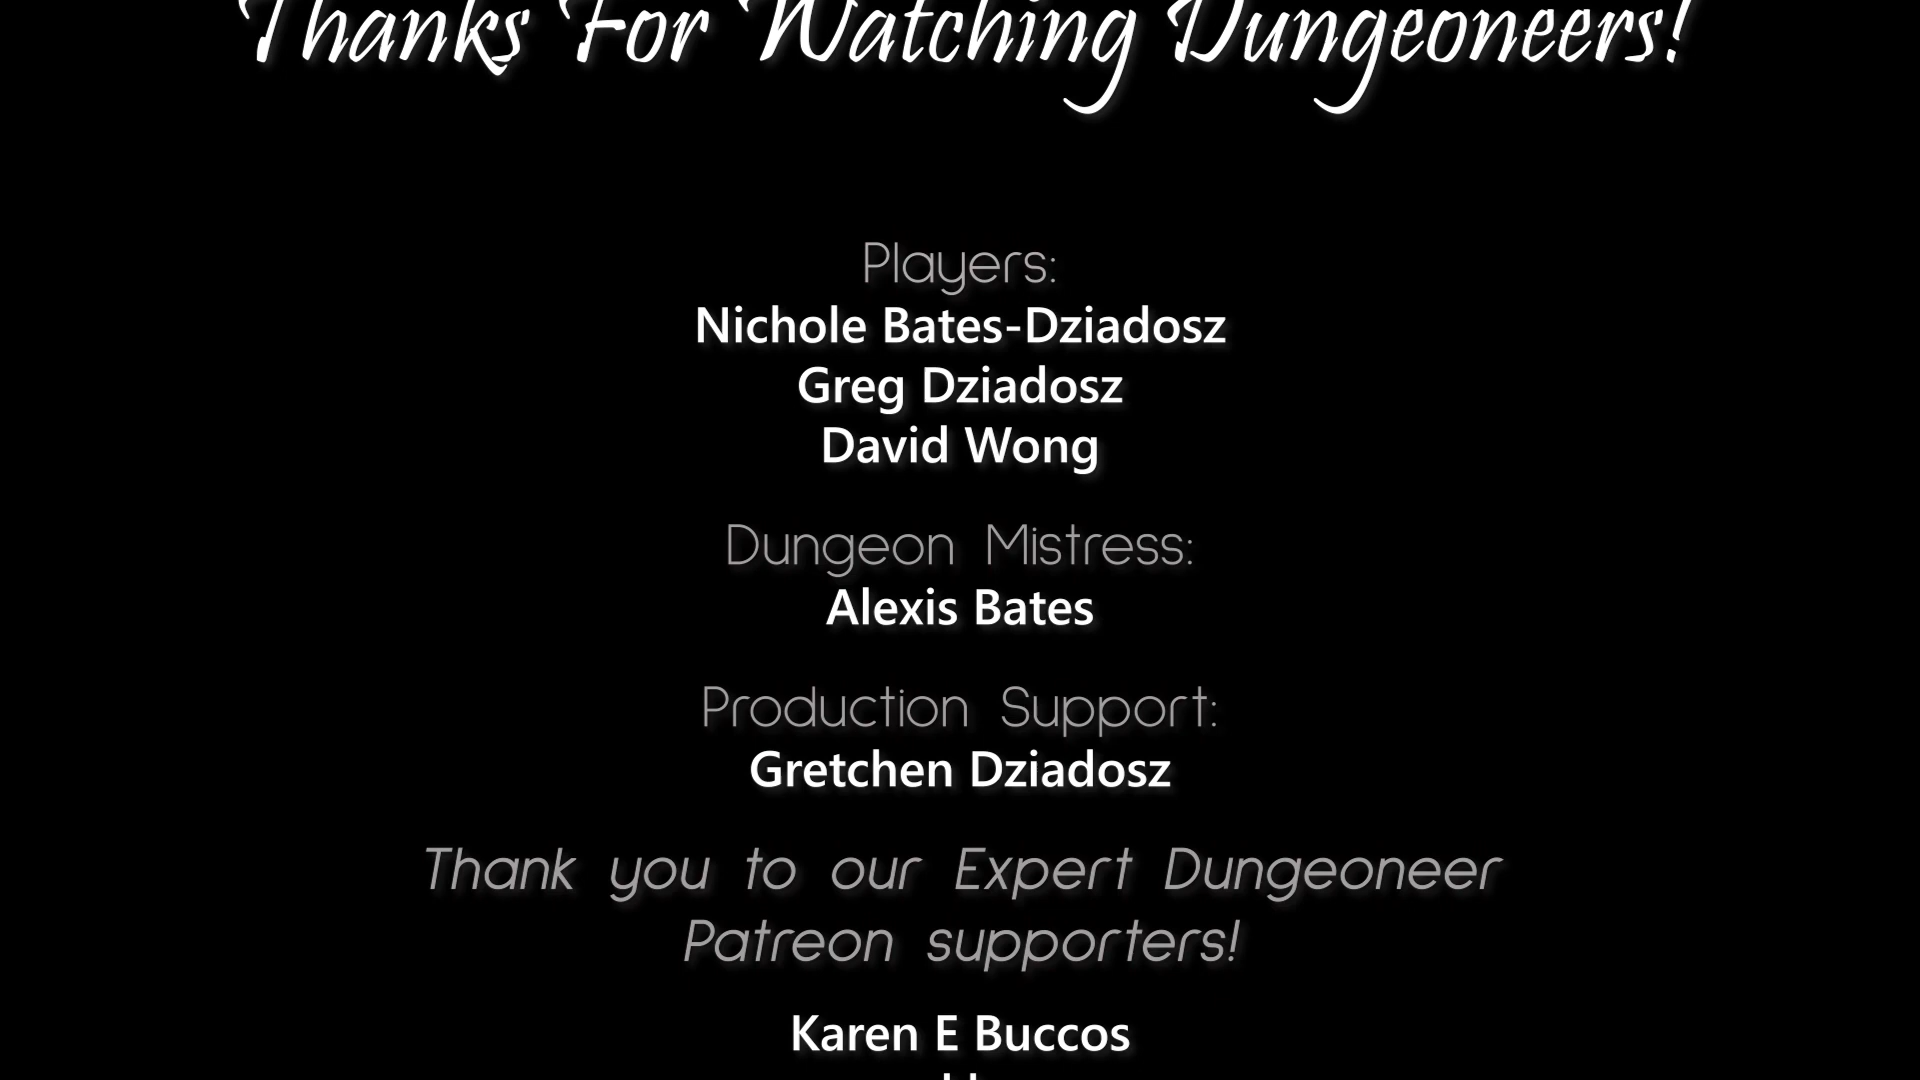 Thanks For Watching Dungeoneers!
Players:
Nichole Bates-Dziadosz
Greg Dziadosz
David Wong
Dungeon Mistress:
Alexis Bates
Production Support:
Gretchen Dziadosz
Thank you to our Expert Dungeoneer
Patreon supporters!
Karen E Buccos